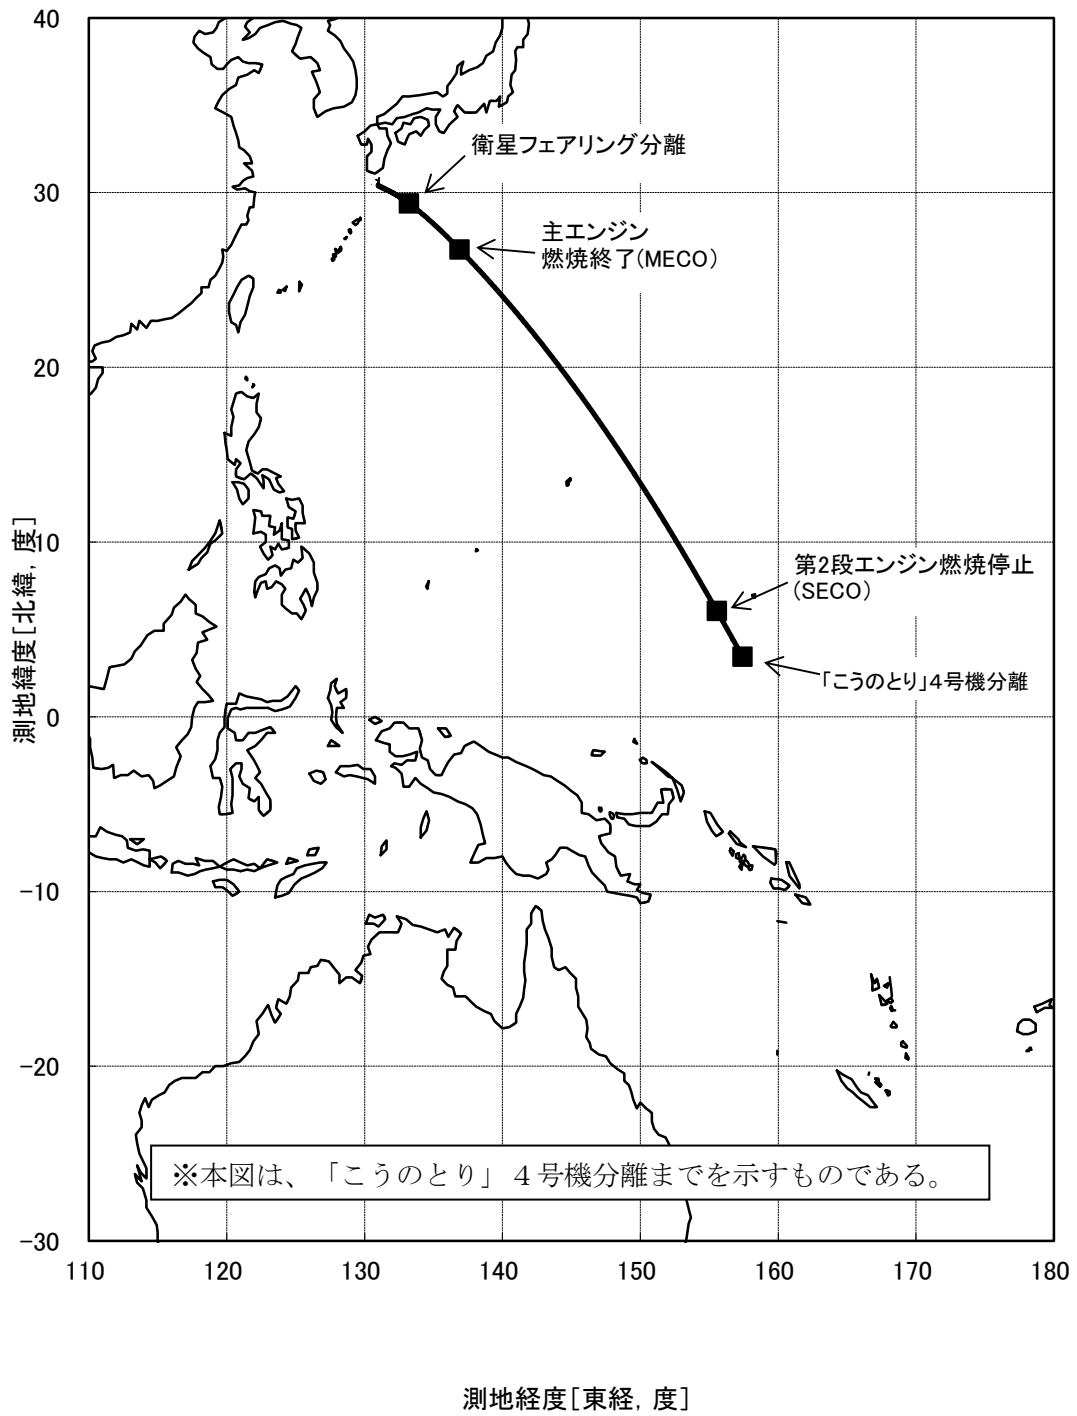 40
30
20
10
0
-10
-20
-30
測地緯度[北緯, 度]
衛星フェアリング分離
主エンジン
燃焼終了(MECO)
第2段エンジン燃焼停止
(SECO)
「こうのとり」4号機分離
※本図は、「こうのとり」４号機分離までを示すものである。
110 120 130 140 150 160 170 180
測地経度[東経, 度]